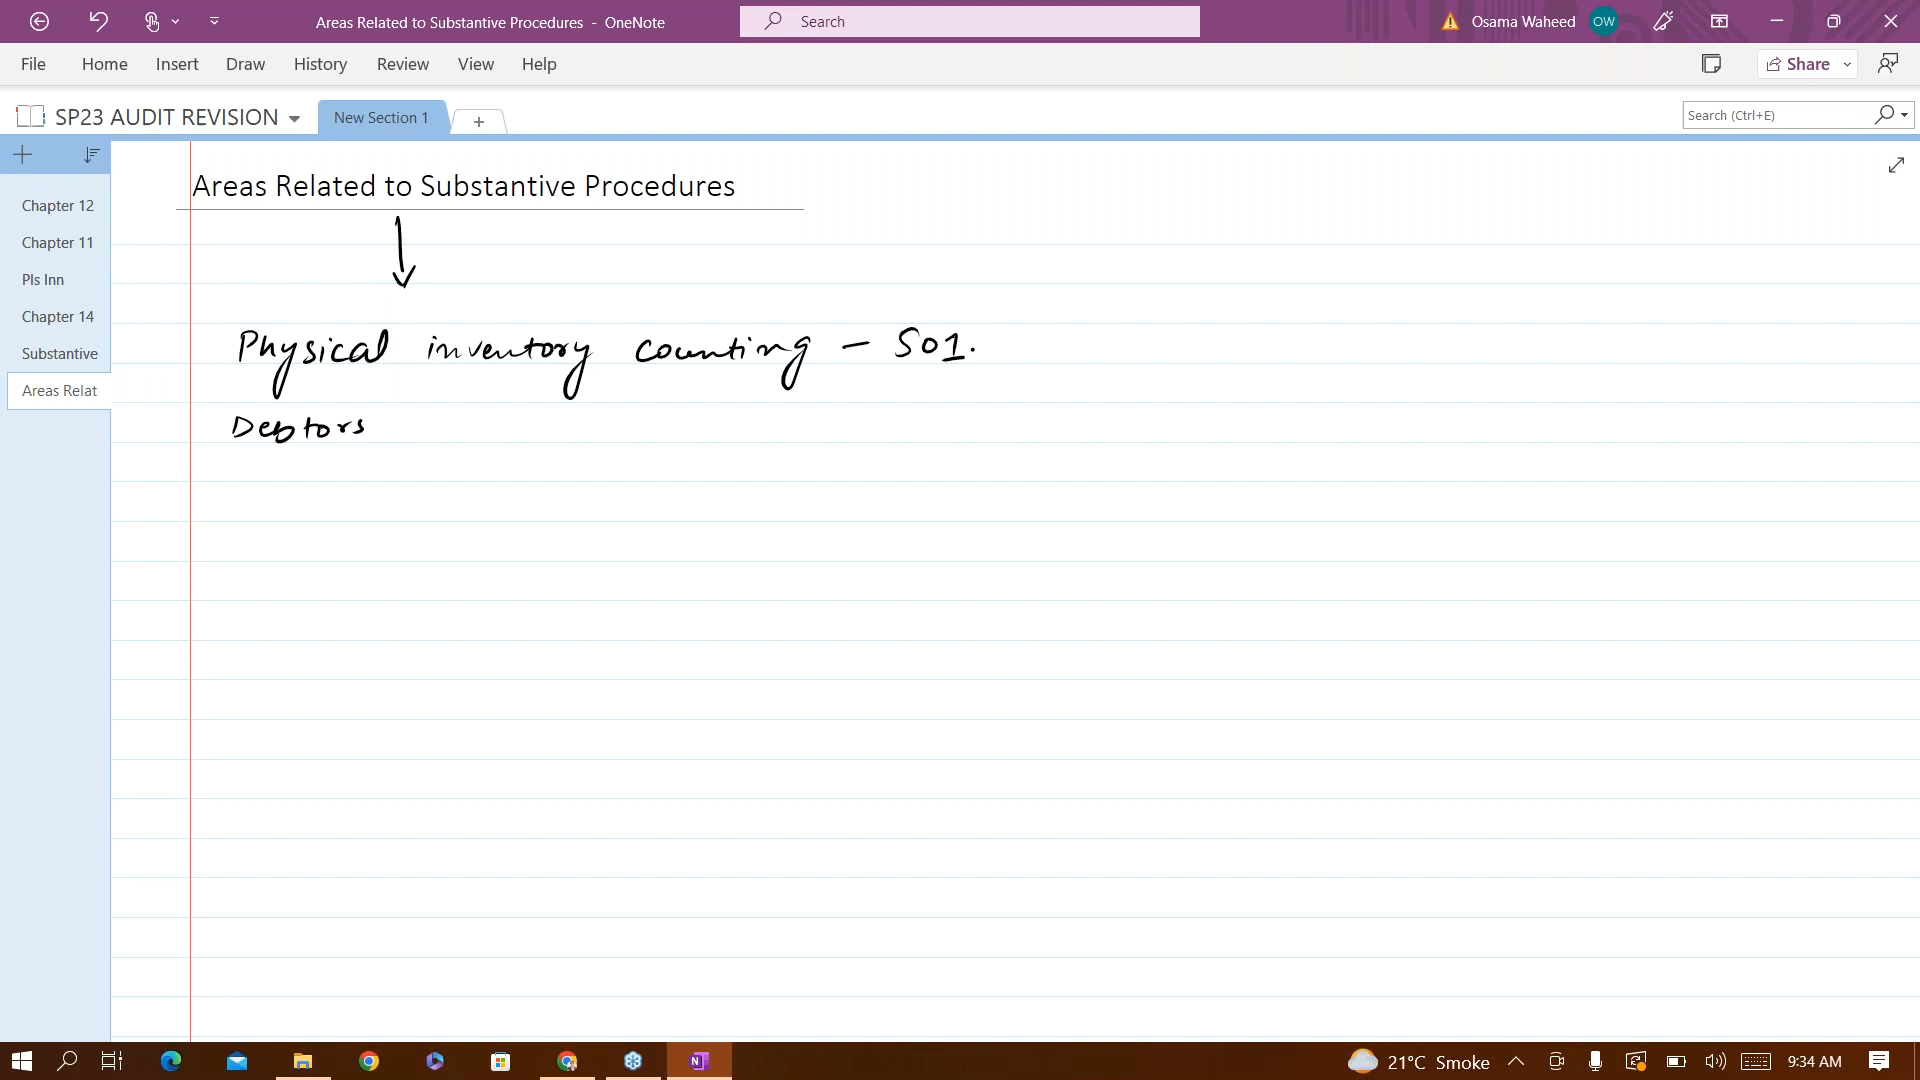 Areas Related to Substantive Procedures - OneNote
Search
Osama Waheed
OW
File Home Insert Draw History Review View Help
Share
SP23 AUDIT REVISION
New Section 1
+
Search (Ctrl+E)
Chapter 12
Chapter 11
PIs Inn
Chapter 14
Substantive
Areas Relat
Areas Related to Substantive Procedures
Physical inventory counting - 501.
Debtors
21°C Smoke
9:34 AM